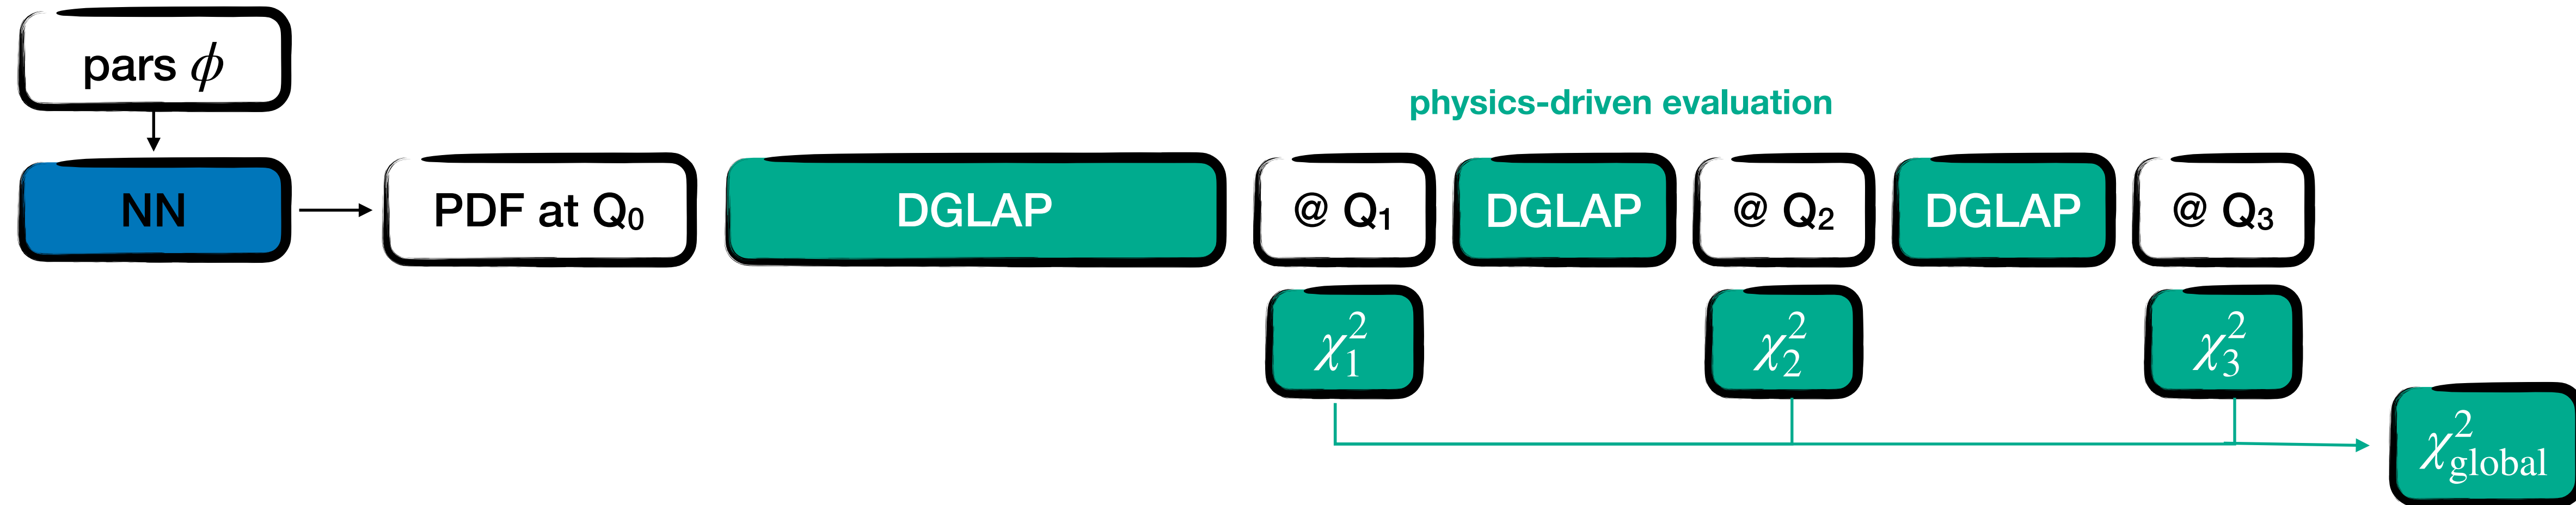 pars ϕ
physics-driven evaluation
NN
PDF at Q₀
DGLAP
@ Q₁
DGLAP
@ Q₂
DGLAP
@ Q₃
χ²₁
χ²₂
χ²₃
χ²global